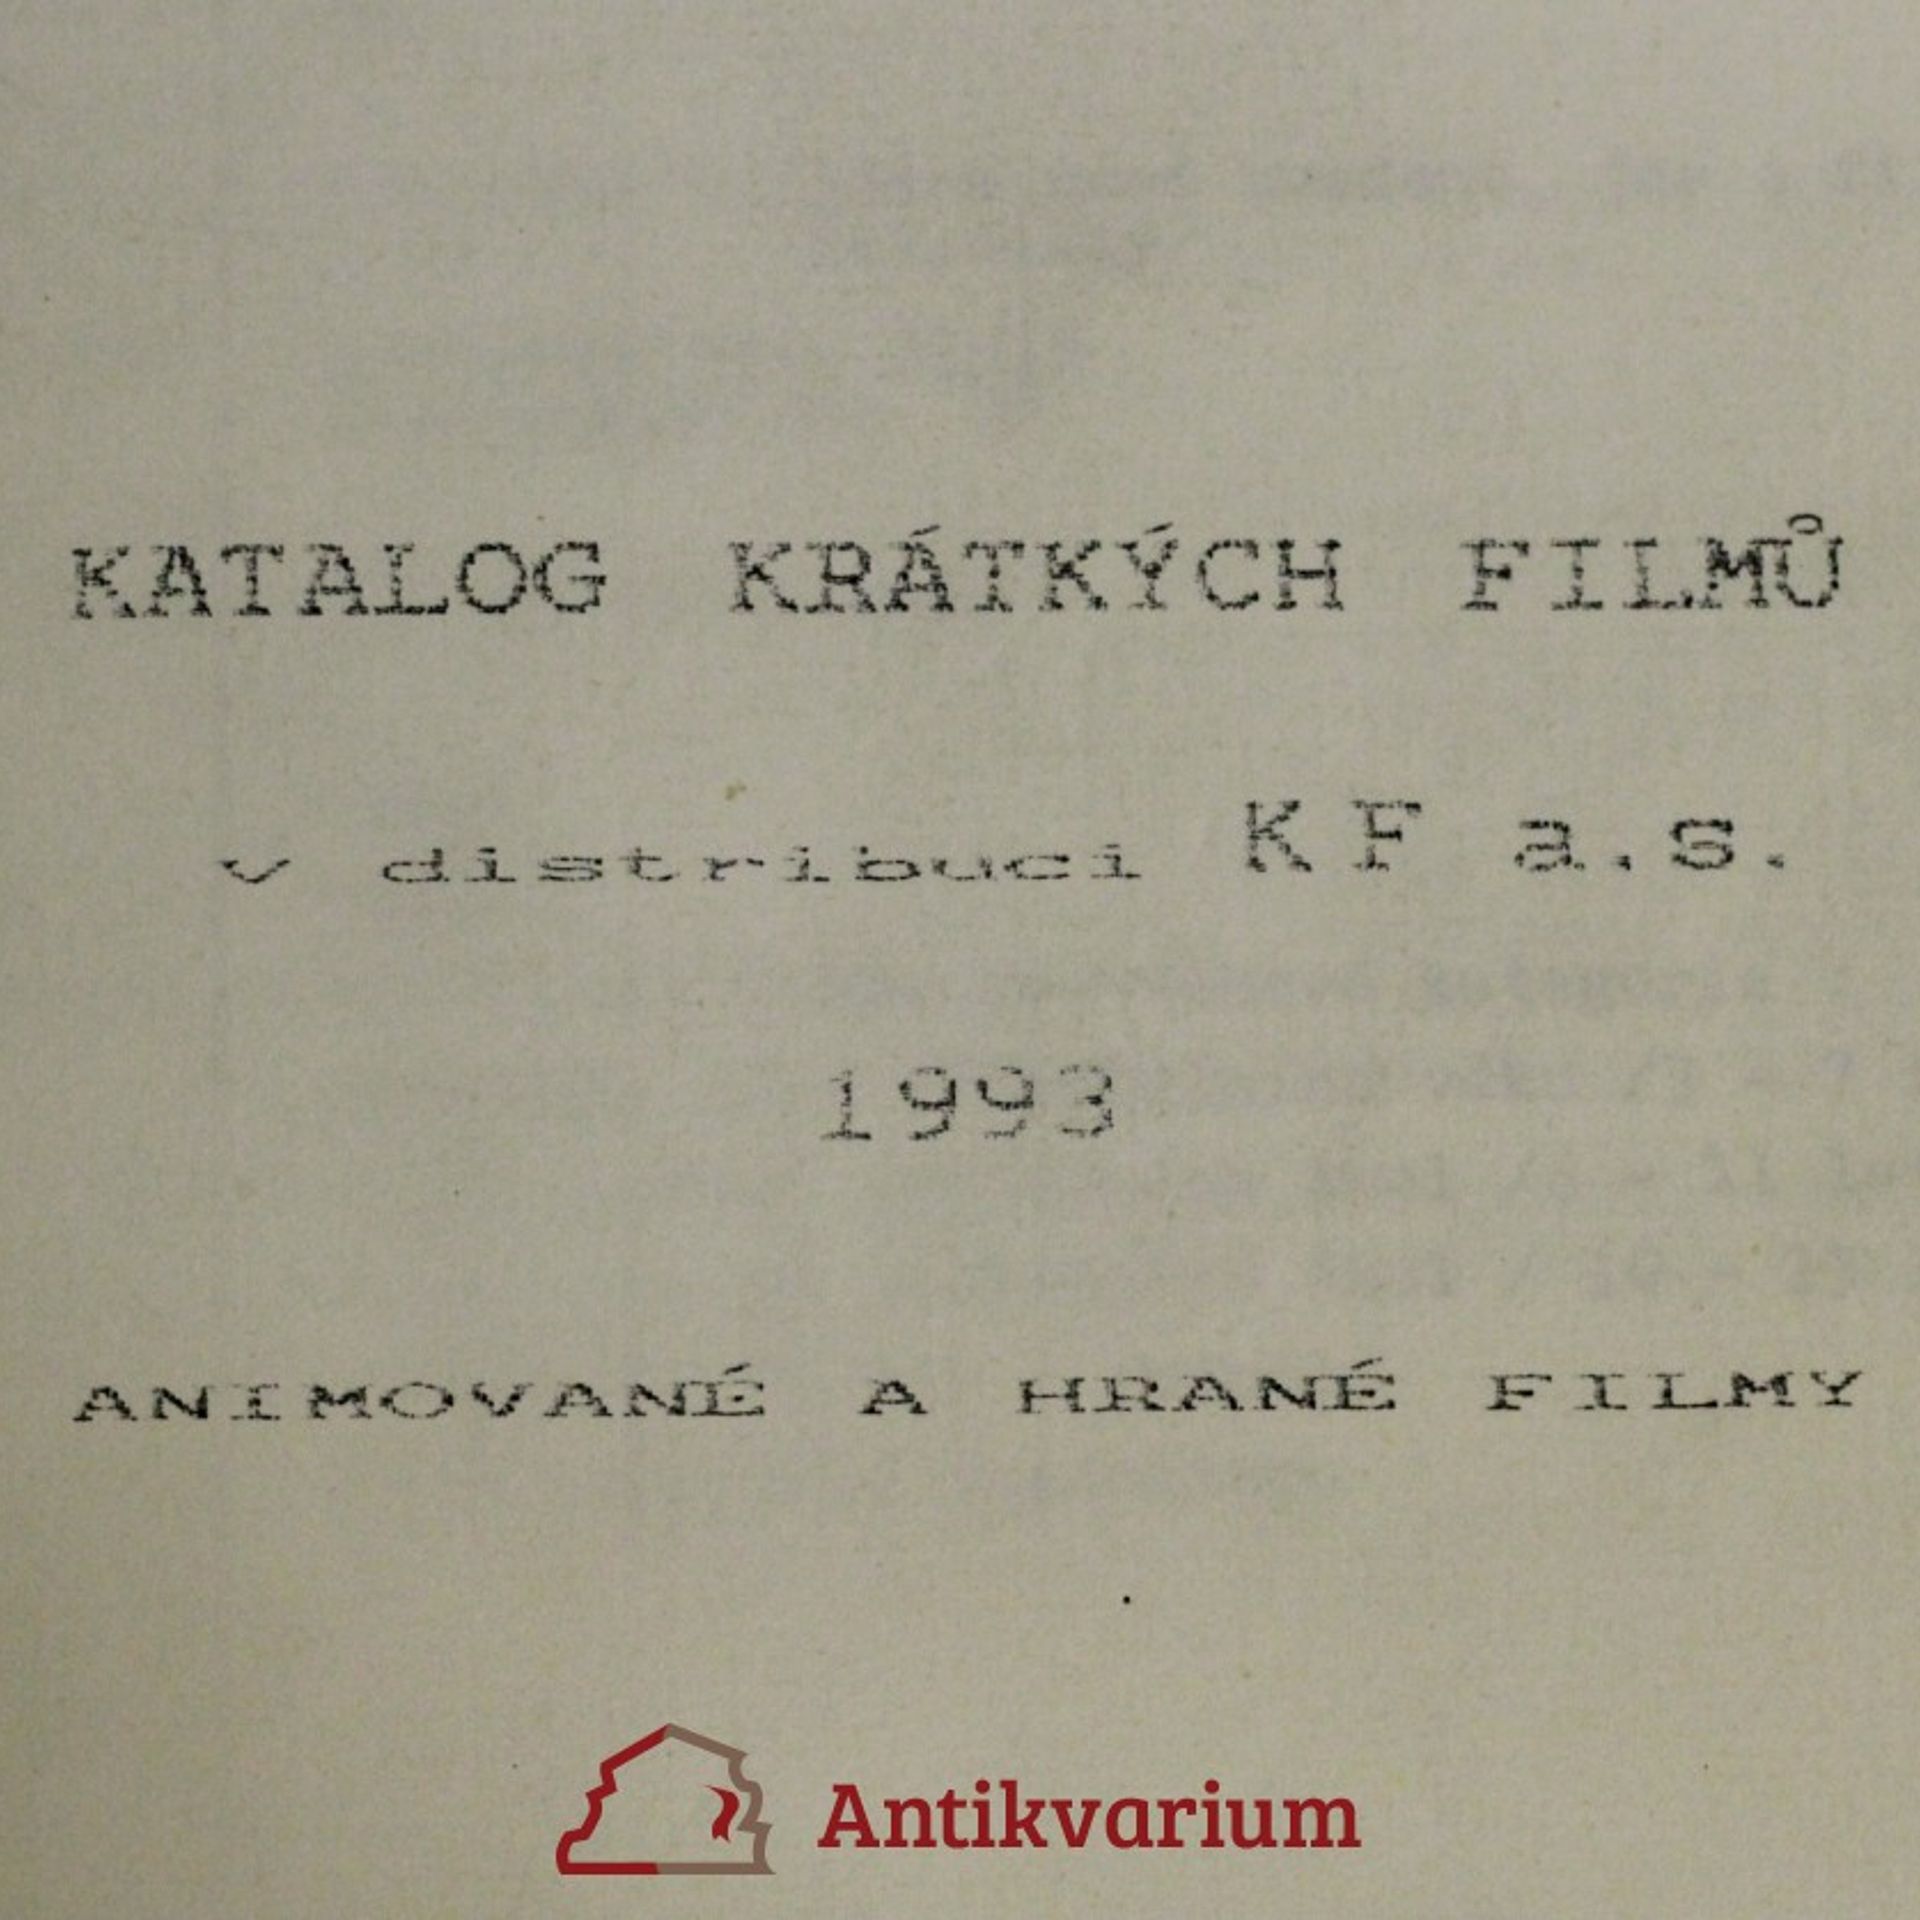 KATALOG KRÁTKÝCH FILMŮ
v distribuci KF a.s.
1993
ANIMOVANÉ A HRANÉ FILMY
Antikvarium